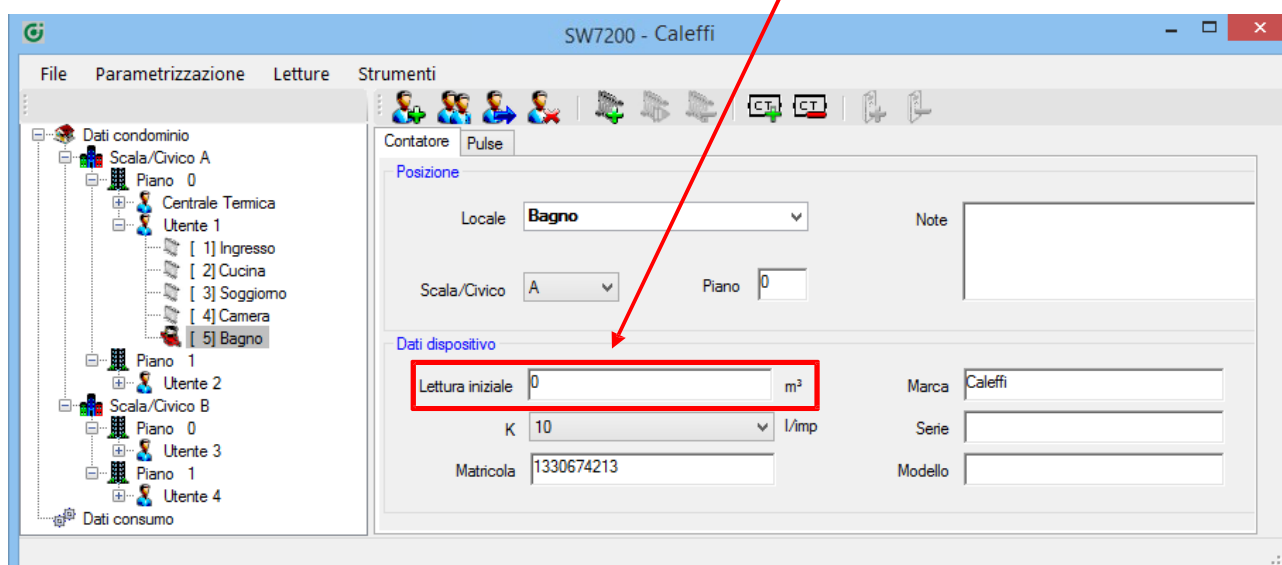 SW7200 - Caleffi
File Parametrizzazione Letture Strumenti
CT CT
Dati condominio
Scala/Civico A
Piano 0
Centrale Termica
Utente 1
[ 1] Ingresso
[ 2] Cucina
[ 3] Soggiorno
[ 4] Camera
[ 5] Bagno
Piano 1
Utente 2
Scala/Civico B
Piano 0
Utente 3
Piano 1
Utente 4
Dati consumo
Contatore Pulse
Posizione
Locale Bagno Note
Scala/Civico A Piano 0
Dati dispositivo
Lettura iniziale 0 m³ Marca Caleffi
K 10 l/imp Serie
Matricola 1330674213 Modello